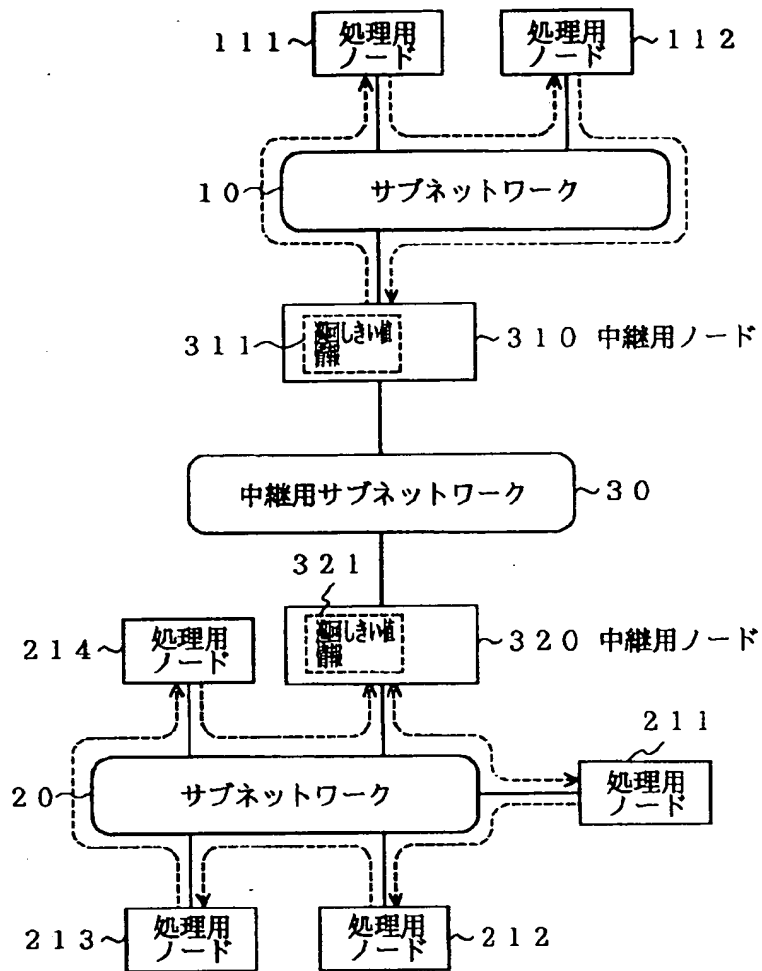 処理用
ノード
111
処理用
ノード
112
サブネットワーク
10
巡回しきい値
情報
311
310 中継用ノード
中継用サブネットワーク
30
321
巡回しきい値
情報
320 中継用ノード
処理用
ノード
214
211
処理用
ノード
サブネットワーク
20
処理用
ノード
213
処理用
ノード
212